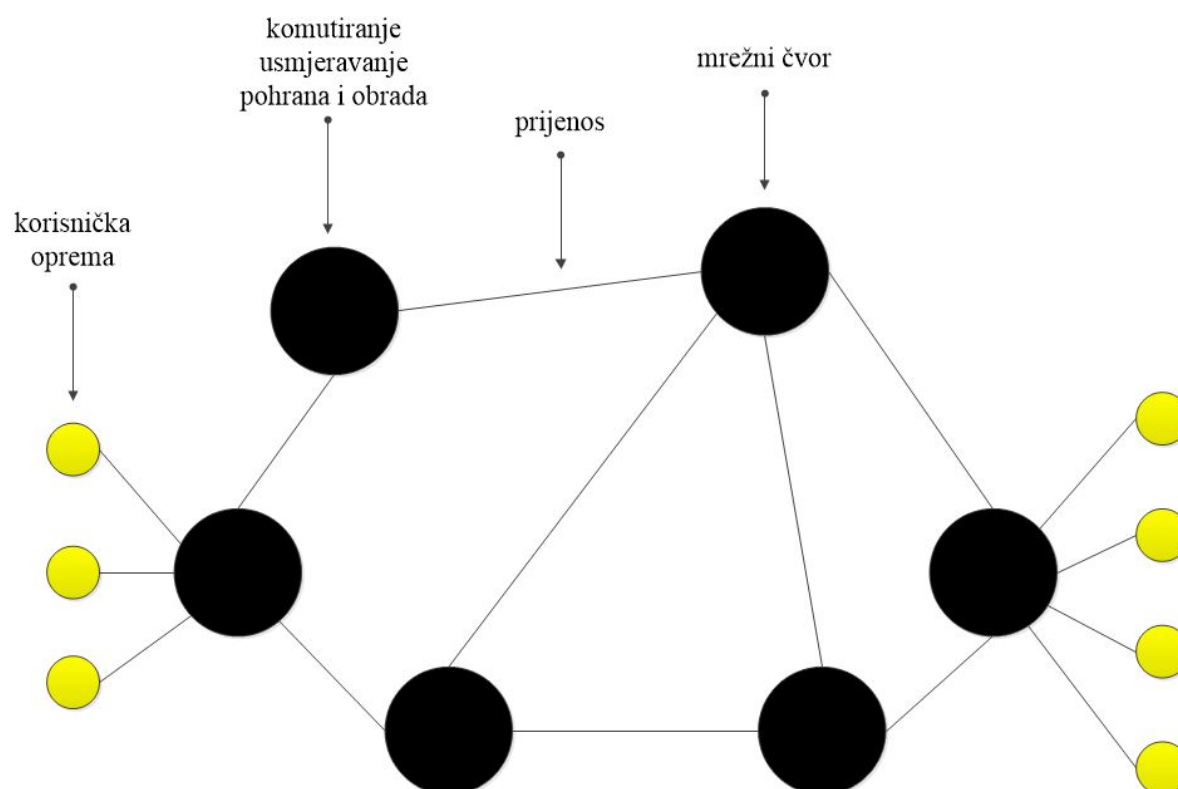 komutiranje
usmjeravanje
pohrana i obrada
mrežni čvor
prijenos
korisnička
oprema